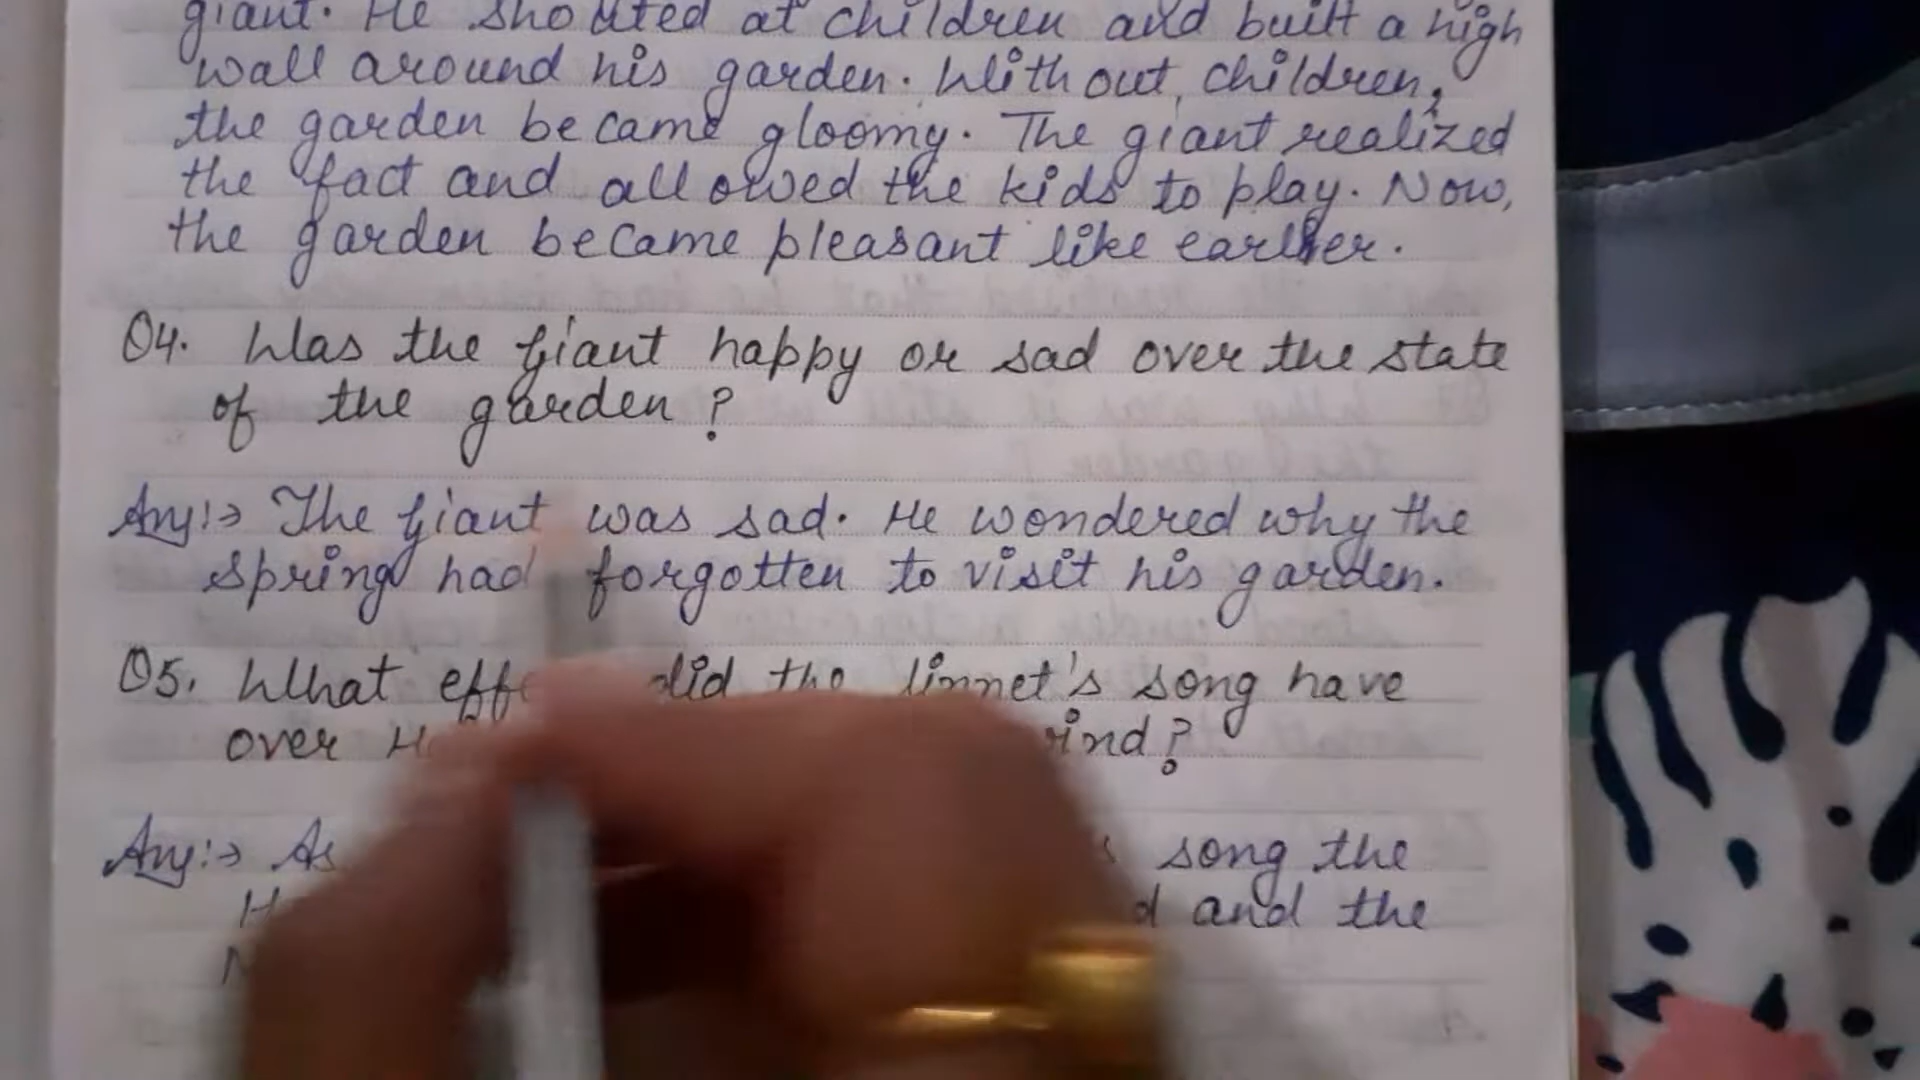 giant. He shouted at children and built a high
wall around his garden. Without, children,
the garden became gloomy. The giant realized
the fact and allowed the kids to play. Now,
the garden became pleasant like earlier.
Q4. Was the Giant happy or sad over the state
of the garden?
Ans:→ The Giant was sad. He wondered why the
Spring had forgotten to visit his garden.
Q5. What did the linnet's song have
over
Ans:→ As song the
and the